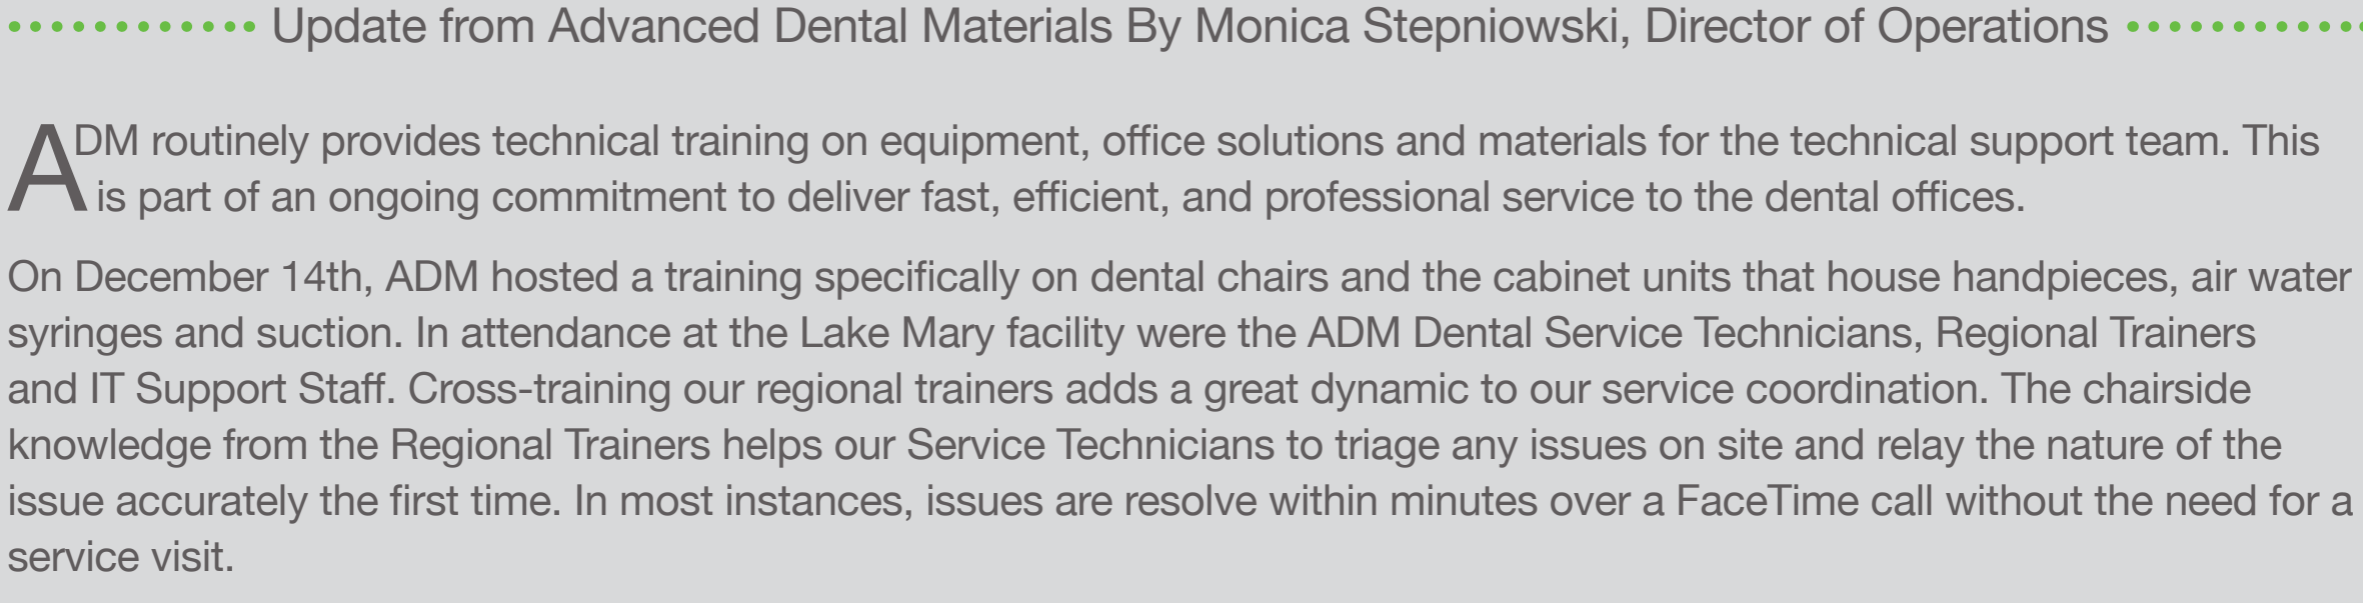 Update from Advanced Dental Materials By Monica Stepniowski, Director of Operations
ADM routinely provides technical training on equipment, office solutions and materials for the technical support team. This
is part of an ongoing commitment to deliver fast, efficient, and professional service to the dental offices.
On December 14th, ADM hosted a training specifically on dental chairs and the cabinet units that house handpieces, air water
syringes and suction. In attendance at the Lake Mary facility were the ADM Dental Service Technicians, Regional Trainers
and IT Support Staff. Cross-training our regional trainers adds a great dynamic to our service coordination. The chairside
knowledge from the Regional Trainers helps our Service Technicians to triage any issues on site and relay the nature of the
issue accurately the first time. In most instances, issues are resolve within minutes over a FaceTime call without the need for a
service visit.